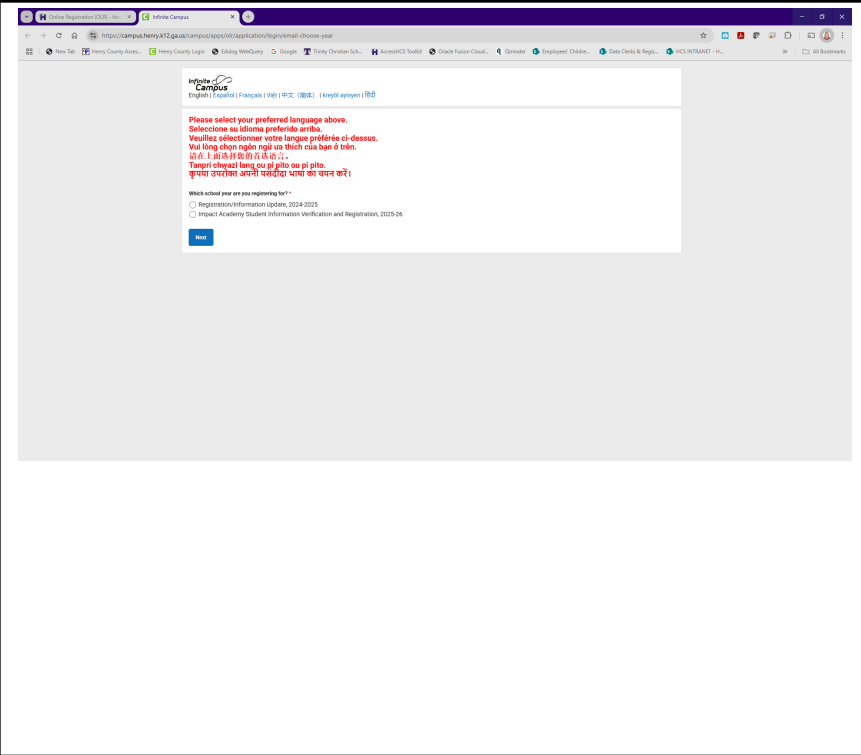 Online Registration (OLR) - He
Infinite Campus
https://campus.henry.k12.ga.us/campus/apps/olr/application/login/email-choose-year
New Tab Henry County Asses... Henry County Login Edulog WebQuery Google Trinity Christian Sch... AccessHCS Toolkit Oracle Fusion Cloud... Qminder Employees' Childre... Data Clerks & Regis... HCS INTRANET - H... » All Bookmarks
Infinite
Campus
English | Español | Français | Việt | 中文 (簡体) | kreyòl ayisyen | हिंदी
Please select your preferred language above.
Seleccione su idioma preferido arriba.
Veuillez sélectionner votre langue préférée ci-dessus.
Vui lòng chọn ngôn ngữ ưa thích của bạn ở trên.
请在上面选择您的首选语言。
Tanpri chwazi lang ou pi pito ou pi pito.
कृपया उपरोक्त अपनी पसंदीदा भाषा का चयन करें।
Which school year are you registering for? *
Registration/Information Update, 2024-2025
Impact Academy Student Information Verification and Registration, 2025-26
Next